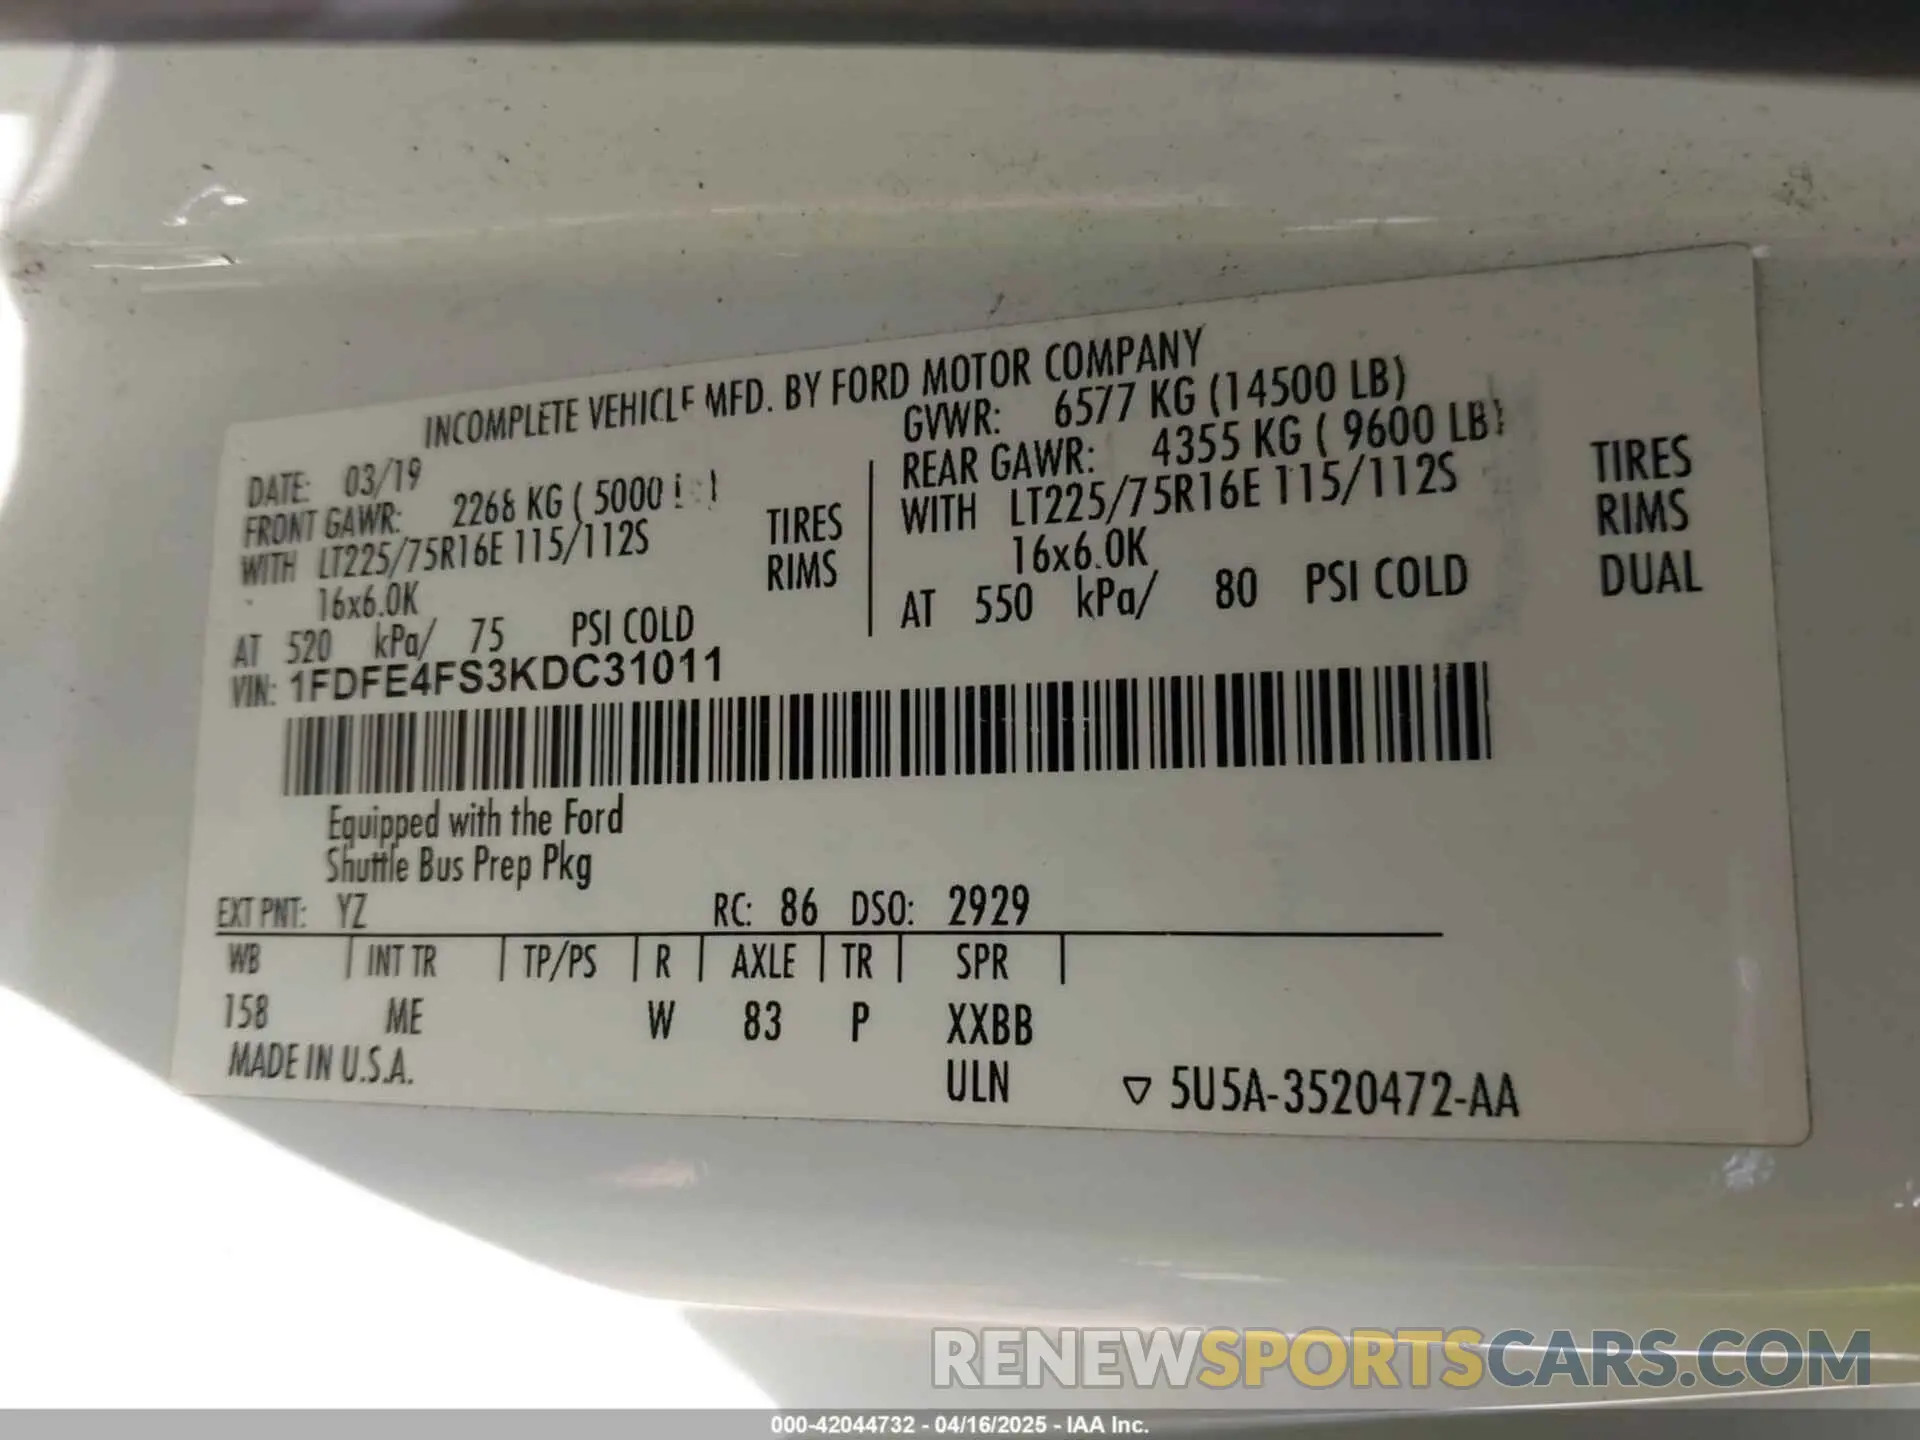 INCOMPLETE VEHICLE MFD. BY FORD MOTOR COMPANY
DATE: 03/19
GVWR: 6577 KG (14500 LB)
FRONT GAWR: 2268 KG ( 5000
REAR GAWR: 4355 KG ( 9600 LB)
WITH LT225/75R16E 115/112S TIRES
WITH LT225/75R16E 115/112S TIRES
16x6.0K RIMS
16x6.0K RIMS
AT 520 kPa/ 75 PSI COLD
AT 550 kPa/ 80 PSI COLD DUAL
VIN: 1FDFE4FS3KDC31011
Equipped with the Ford
Shuttle Bus Prep Pkg
EXT PNT: YZ RC: 86 DSO: 2929
WB | INT TR | TP/PS | R | AXLE | TR | SPR |
158 ME W 83 P XXBB
MADE IN U.S.A. ULN ▽ 5U5A-3520472-AA
RENEWSPORTSCARS.COM
000-42044732 - 04/16/2025 - IAA Inc.